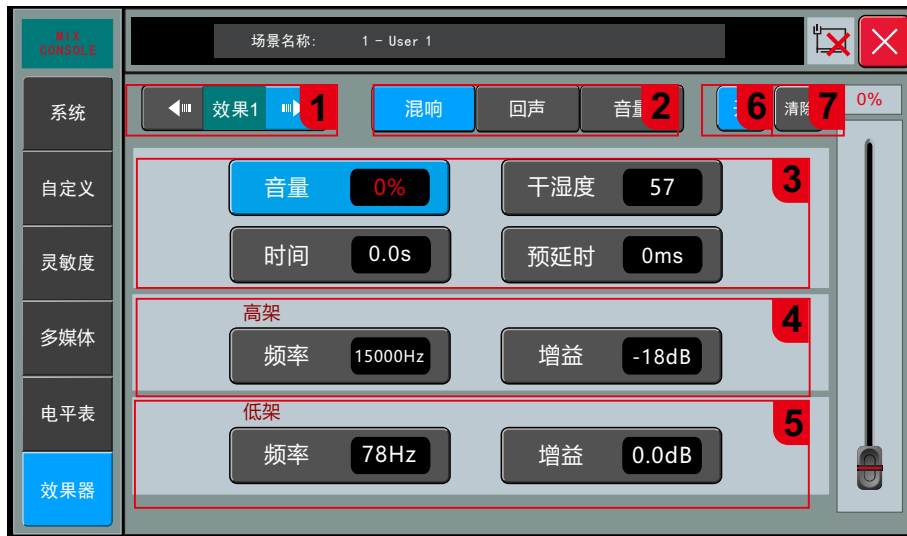 MIX
CONSOLE
场景名称: 1 - User 1
系统
自定义
灵敏度
多媒体
电平表
效果器
效果1
1
混响
回声
2
6
清除
7
0%
音量 0%
干湿度 57
3
时间 0.0s
预延时 0ms
高架
4
频率 15000Hz
增益 -18dB
低架
5
频率 78Hz
增益 0.0dB